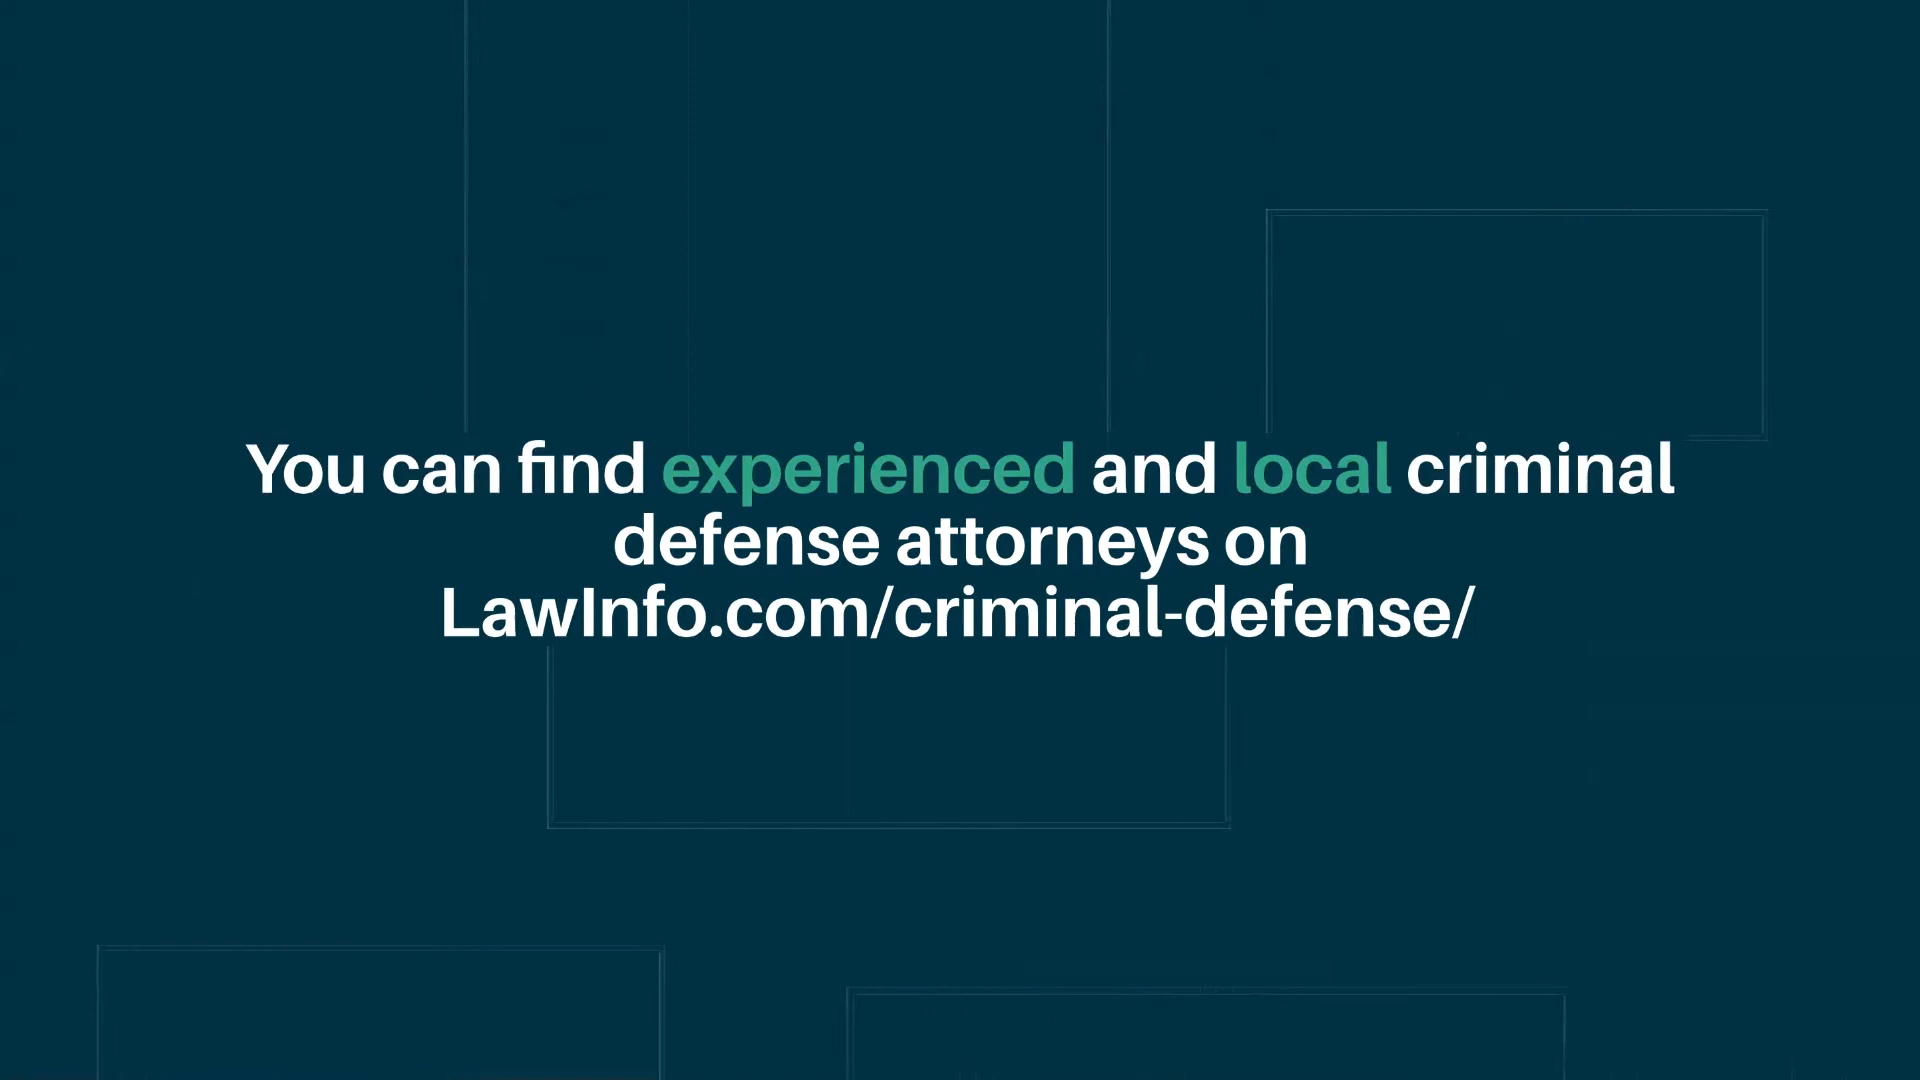 You can find experienced and local criminal
defense attorneys on
LawInfo.com/criminal-defense/